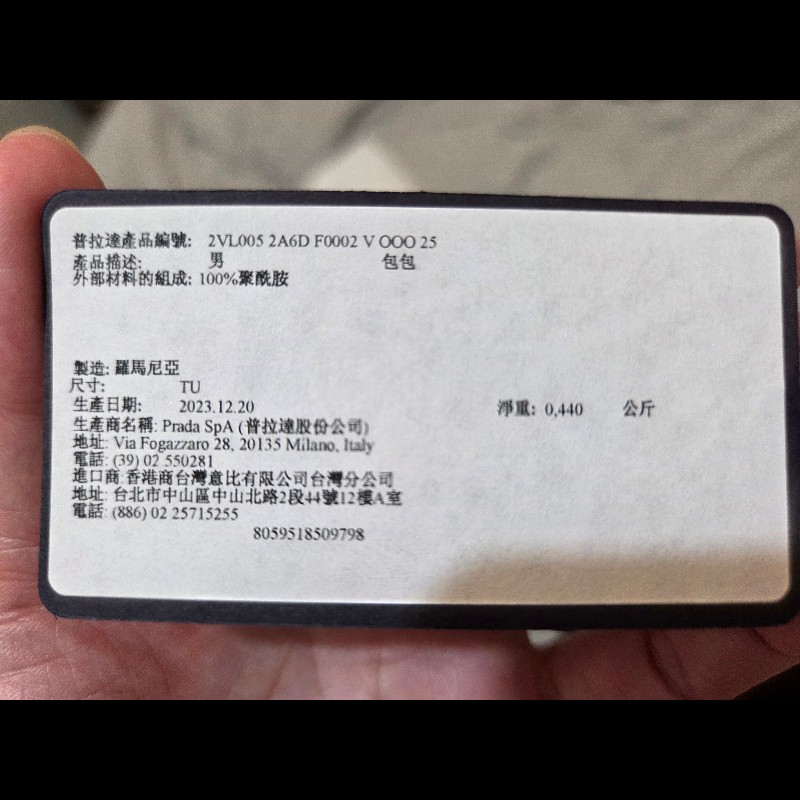 普拉達產品編號: 2VL005 2A6D F0002 V OOO 25
產品描述: 男 包包
外部材料的組成: 100%聚酰胺
製造: 羅馬尼亞
尺寸: TU
生產日期: 2023.12.20 淨重: 0,440 公斤
生產商名稱: Prada SpA (普拉達股份公司)
地址: Via Fogazzaro 28, 20135 Milano, Italy
電話: (39) 02 550281
進口商:香港商台灣意比有限公司台灣分公司
地址: 台北市中山區中山北路2段44號12樓A室
電話: (886) 02 25715255
8059518509798